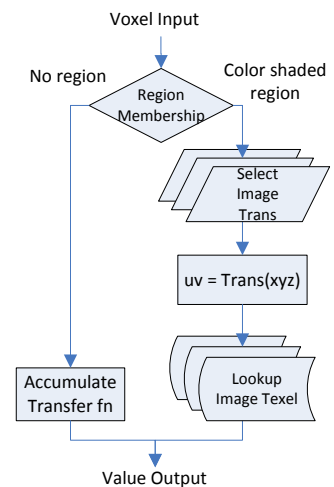 Voxel Input
No region
Color shaded
region
Region
Membership
Select
Image
Trans
uv = Trans(xyz)
Accumulate
Transfer fn
Lookup
Image Texel
Value Output